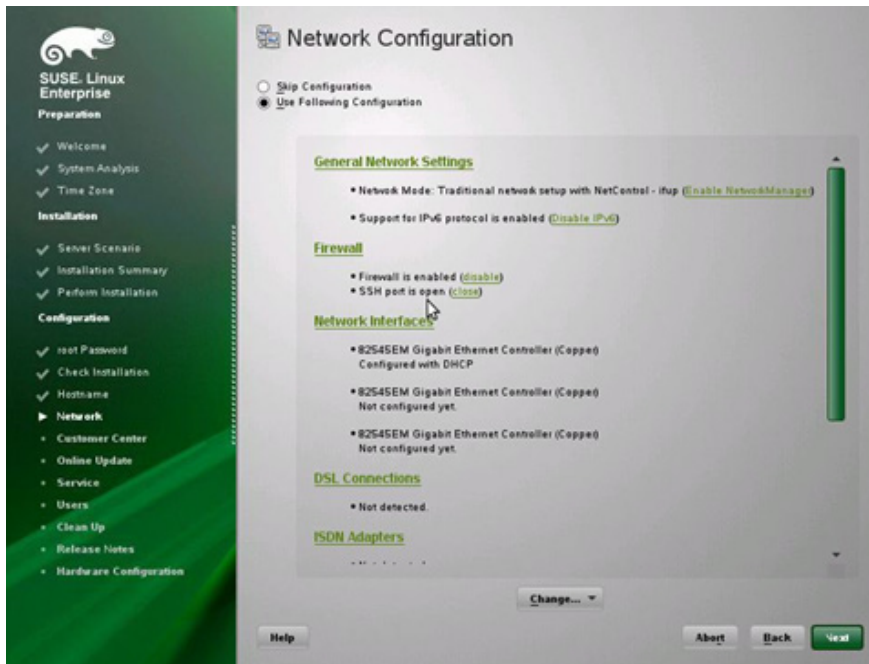 SUSE. Linux
Enterprise
Preparation
Welcome
System Analysis
Time Zone
Installation
Server Scenario
Installation Summary
Perform Installation
Configuration
root Password
Check Installation
Hostname
Network
Customer Center
Online Update
Service
Users
Clean Up
Release Notes
Hardware Configuration
Network Configuration
Skip Configuration
Use Following Configuration
General Network Settings
• Network Mode: Traditional network setup with NetControl - ifup (Enable NetworkManager)
• Support for IPv6 protocol is enabled (Disable IPv6)
Firewall
• Firewall is enabled (disable)
• SSH port is open (close)
Network Interfaces
• 82545EM Gigabit Ethernet Controller (Copper)
Configured with DHCP
• 82545EM Gigabit Ethernet Controller (Copper)
Not configured yet.
• 82545EM Gigabit Ethernet Controller (Copper)
Not configured yet.
DSL Connections
• Not detected.
ISDN Adapters
Change...
Help
Abort
Back
Next